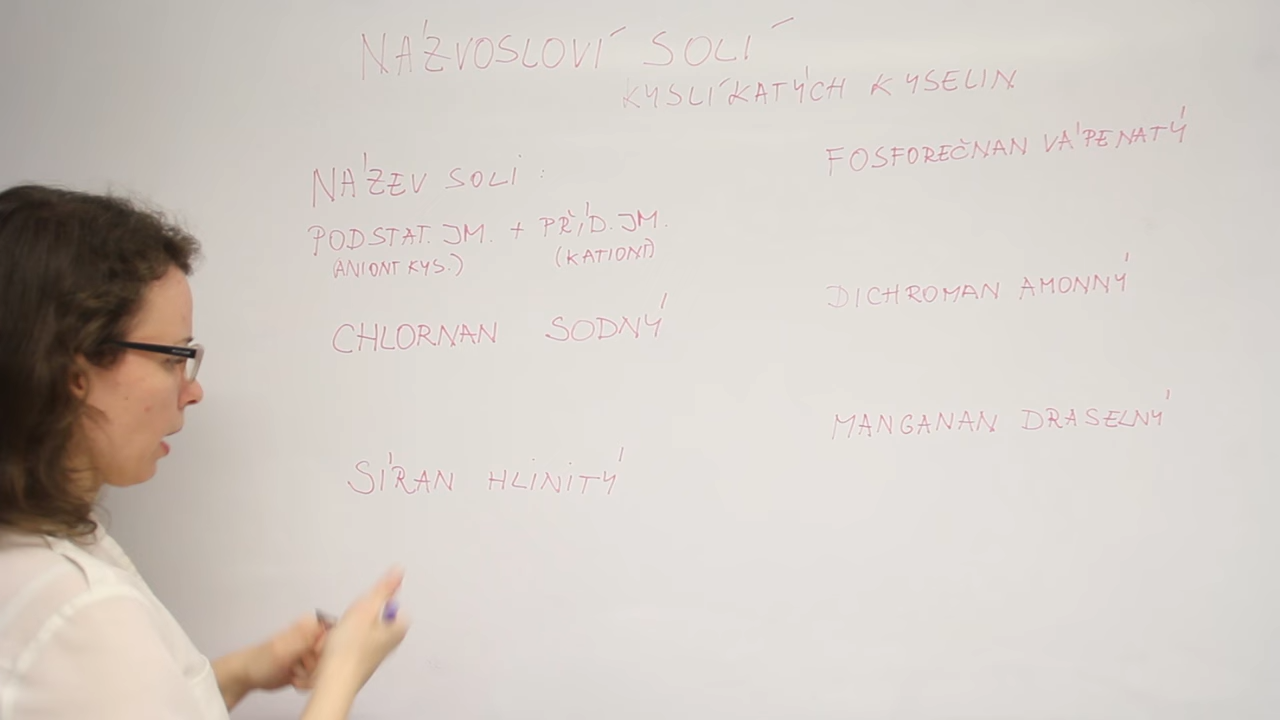 NÁZVOSLOVÍ SOLÍ
KYSLÍKATÝCH KYSELIN
NÁZEV SOLI:
PODSTAT. JM. + PŘÍD. JM.
(ANIONT KYS.) (KATIONT)
CHLORNAN SODNÝ
SÍRAN HLINITÝ
FOSFOREČNAN VÁPENATÝ
DICHROMAN AMONNÝ
MANGANAN DRASELNÝ